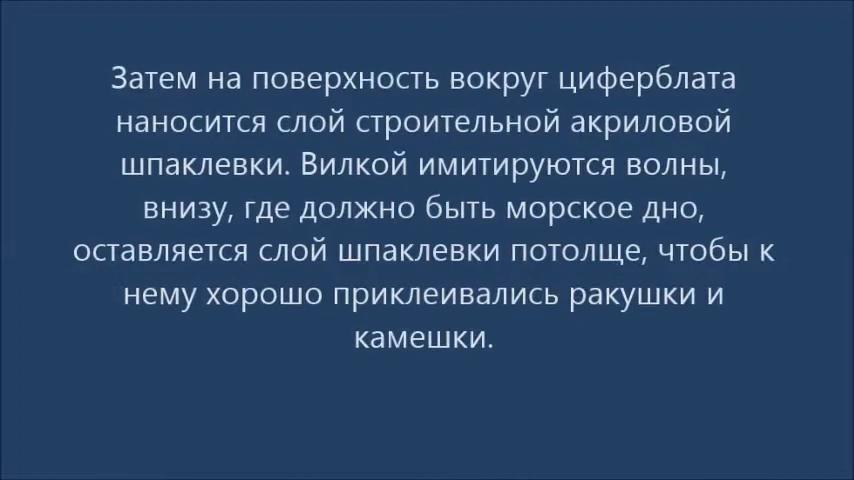 Затем на поверхность вокруг циферблата
наносится слой строительной акриловой
шпаклевки. Вилкой имитируются волны,
внизу, где должно быть морское дно,
оставляется слой шпаклевки потолще, чтобы к
нему хорошо приклеивались ракушки и
камешки.